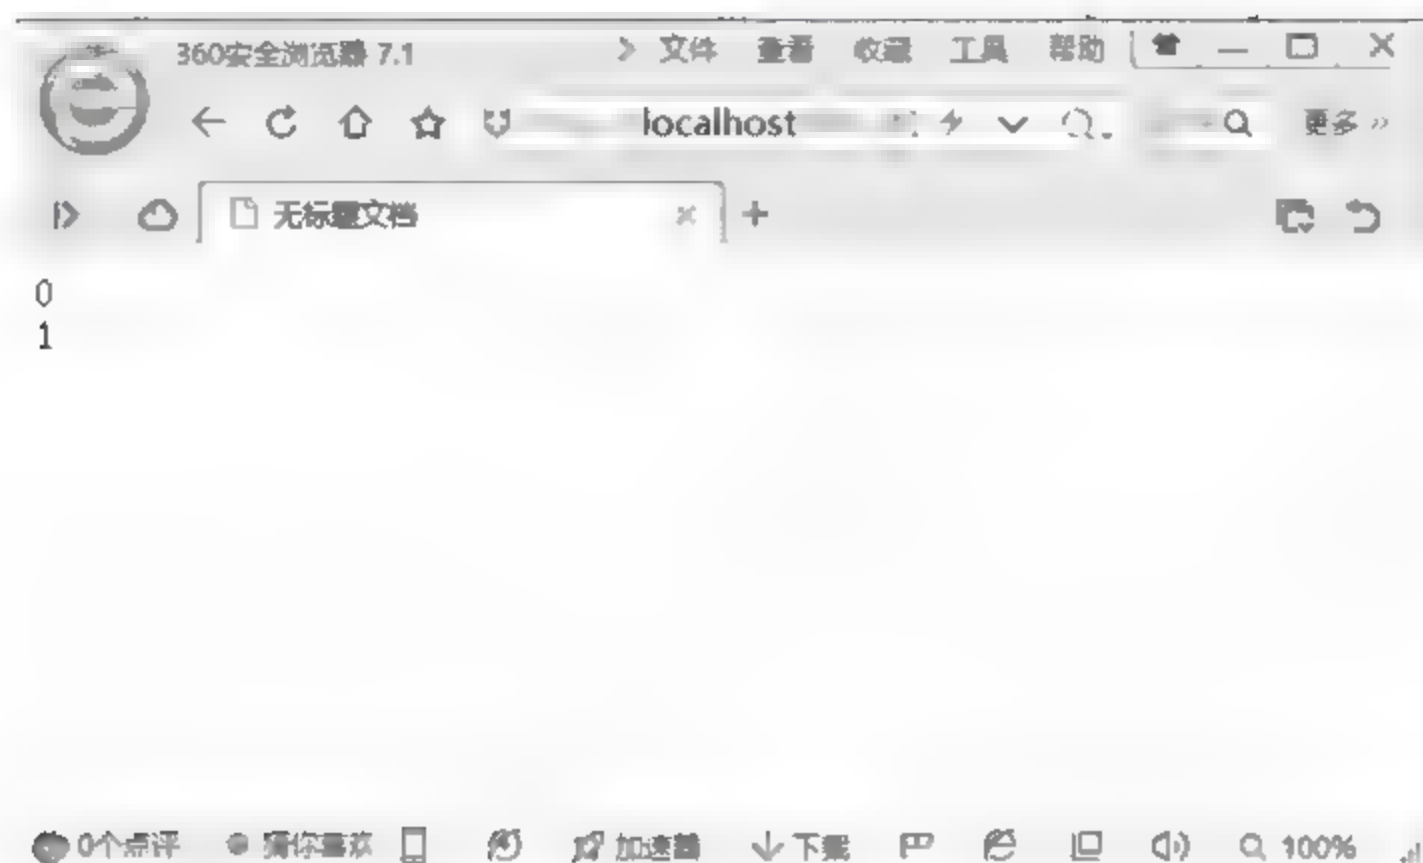 360安全浏览器 7.1 文件 查看 收藏 工具 帮助
localhost 更多
无标题文档
0
1
0个点评 猜你喜欢 加速器 下载 100%